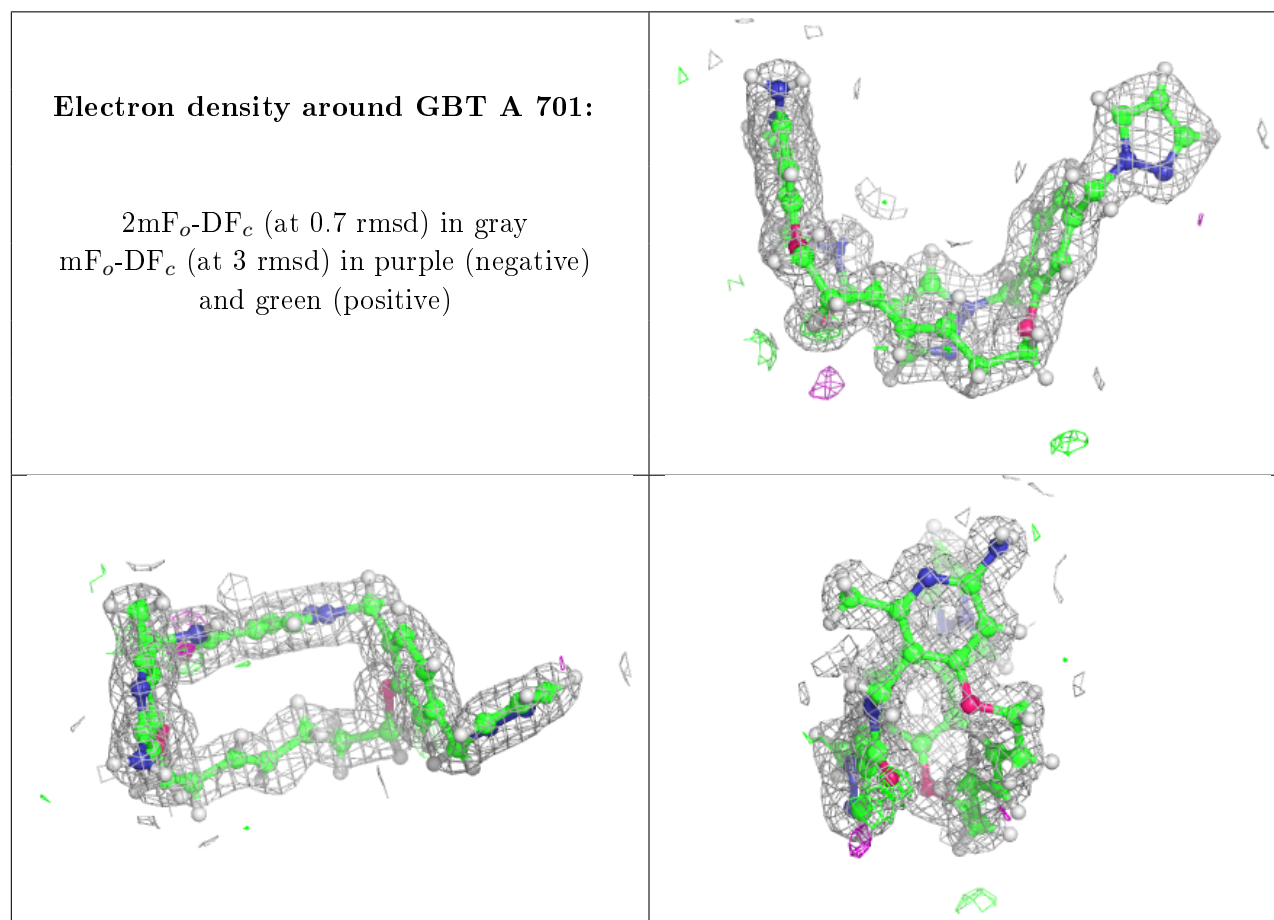 Electron density around GBT A 701:
2mFₒ-DF𝒸 (at 0.7 rmsd) in gray
mFₒ-DF𝒸 (at 3 rmsd) in purple (negative)
and green (positive)